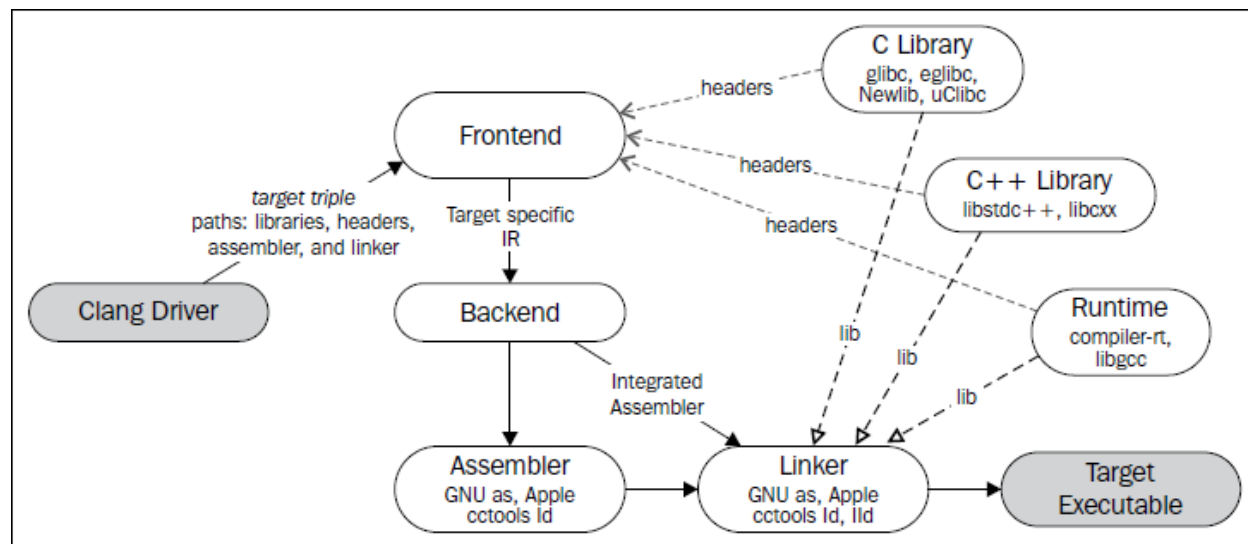 C Library
glibc, eglibc,
Newlib, uClibc
headers
Frontend
headers
C++ Library
libstdc++, libcxx
target triple
paths: libraries, headers,
assembler, and linker
Target specific
IR
headers
Clang Driver
Backend
Runtime
compiler-rt,
libgcc
lib
lib
lib
Integrated
Assembler
Assembler
GNU as, Apple
cctools ld
Linker
GNU as, Apple
cctools ld, lld
Target
Executable